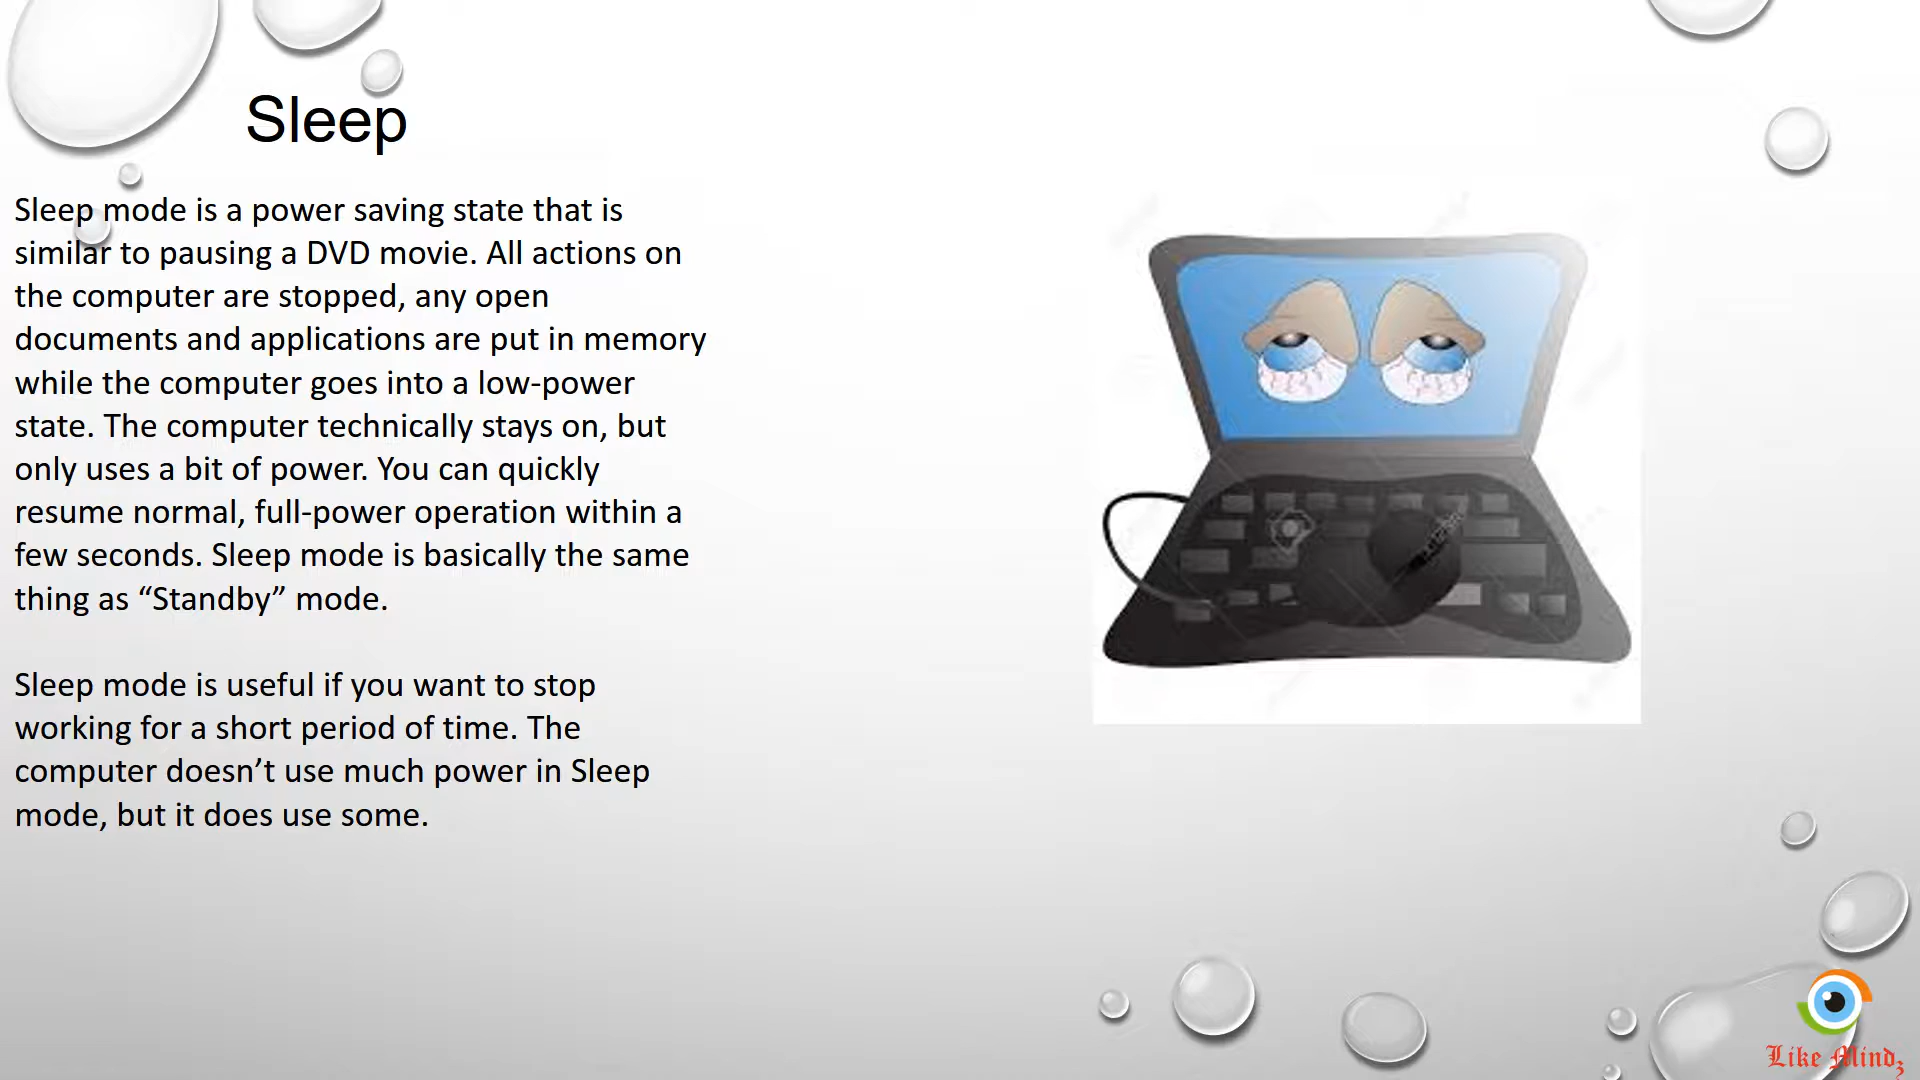 Sleep
Sleep mode is a power saving state that is
similar to pausing a DVD movie. All actions on
the computer are stopped, any open
documents and applications are put in memory
while the computer goes into a low-power
state. The computer technically stays on, but
only uses a bit of power. You can quickly
resume normal, full-power operation within a
few seconds. Sleep mode is basically the same
thing as “Standby” mode.
Sleep mode is useful if you want to stop
working for a short period of time. The
computer doesn’t use much power in Sleep
mode, but it does use some.
Like Mindz